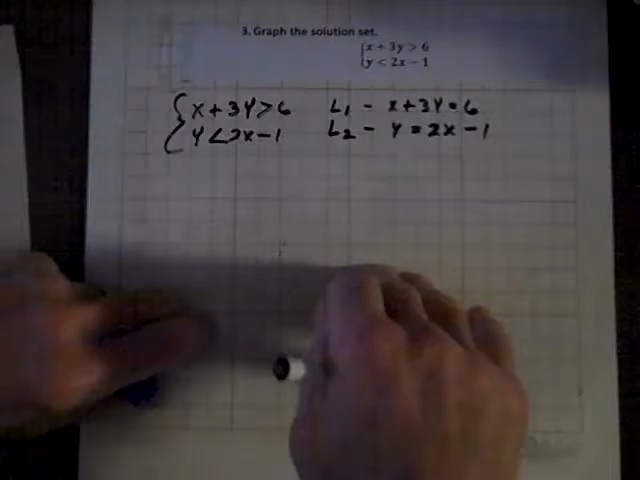 3. Graph the solution set.
x + 3y > 6
y < 2x − 1
x + 3y > 6 L1 - x + 3y = 6
y < 2x - 1 L2 - y = 2x - 1